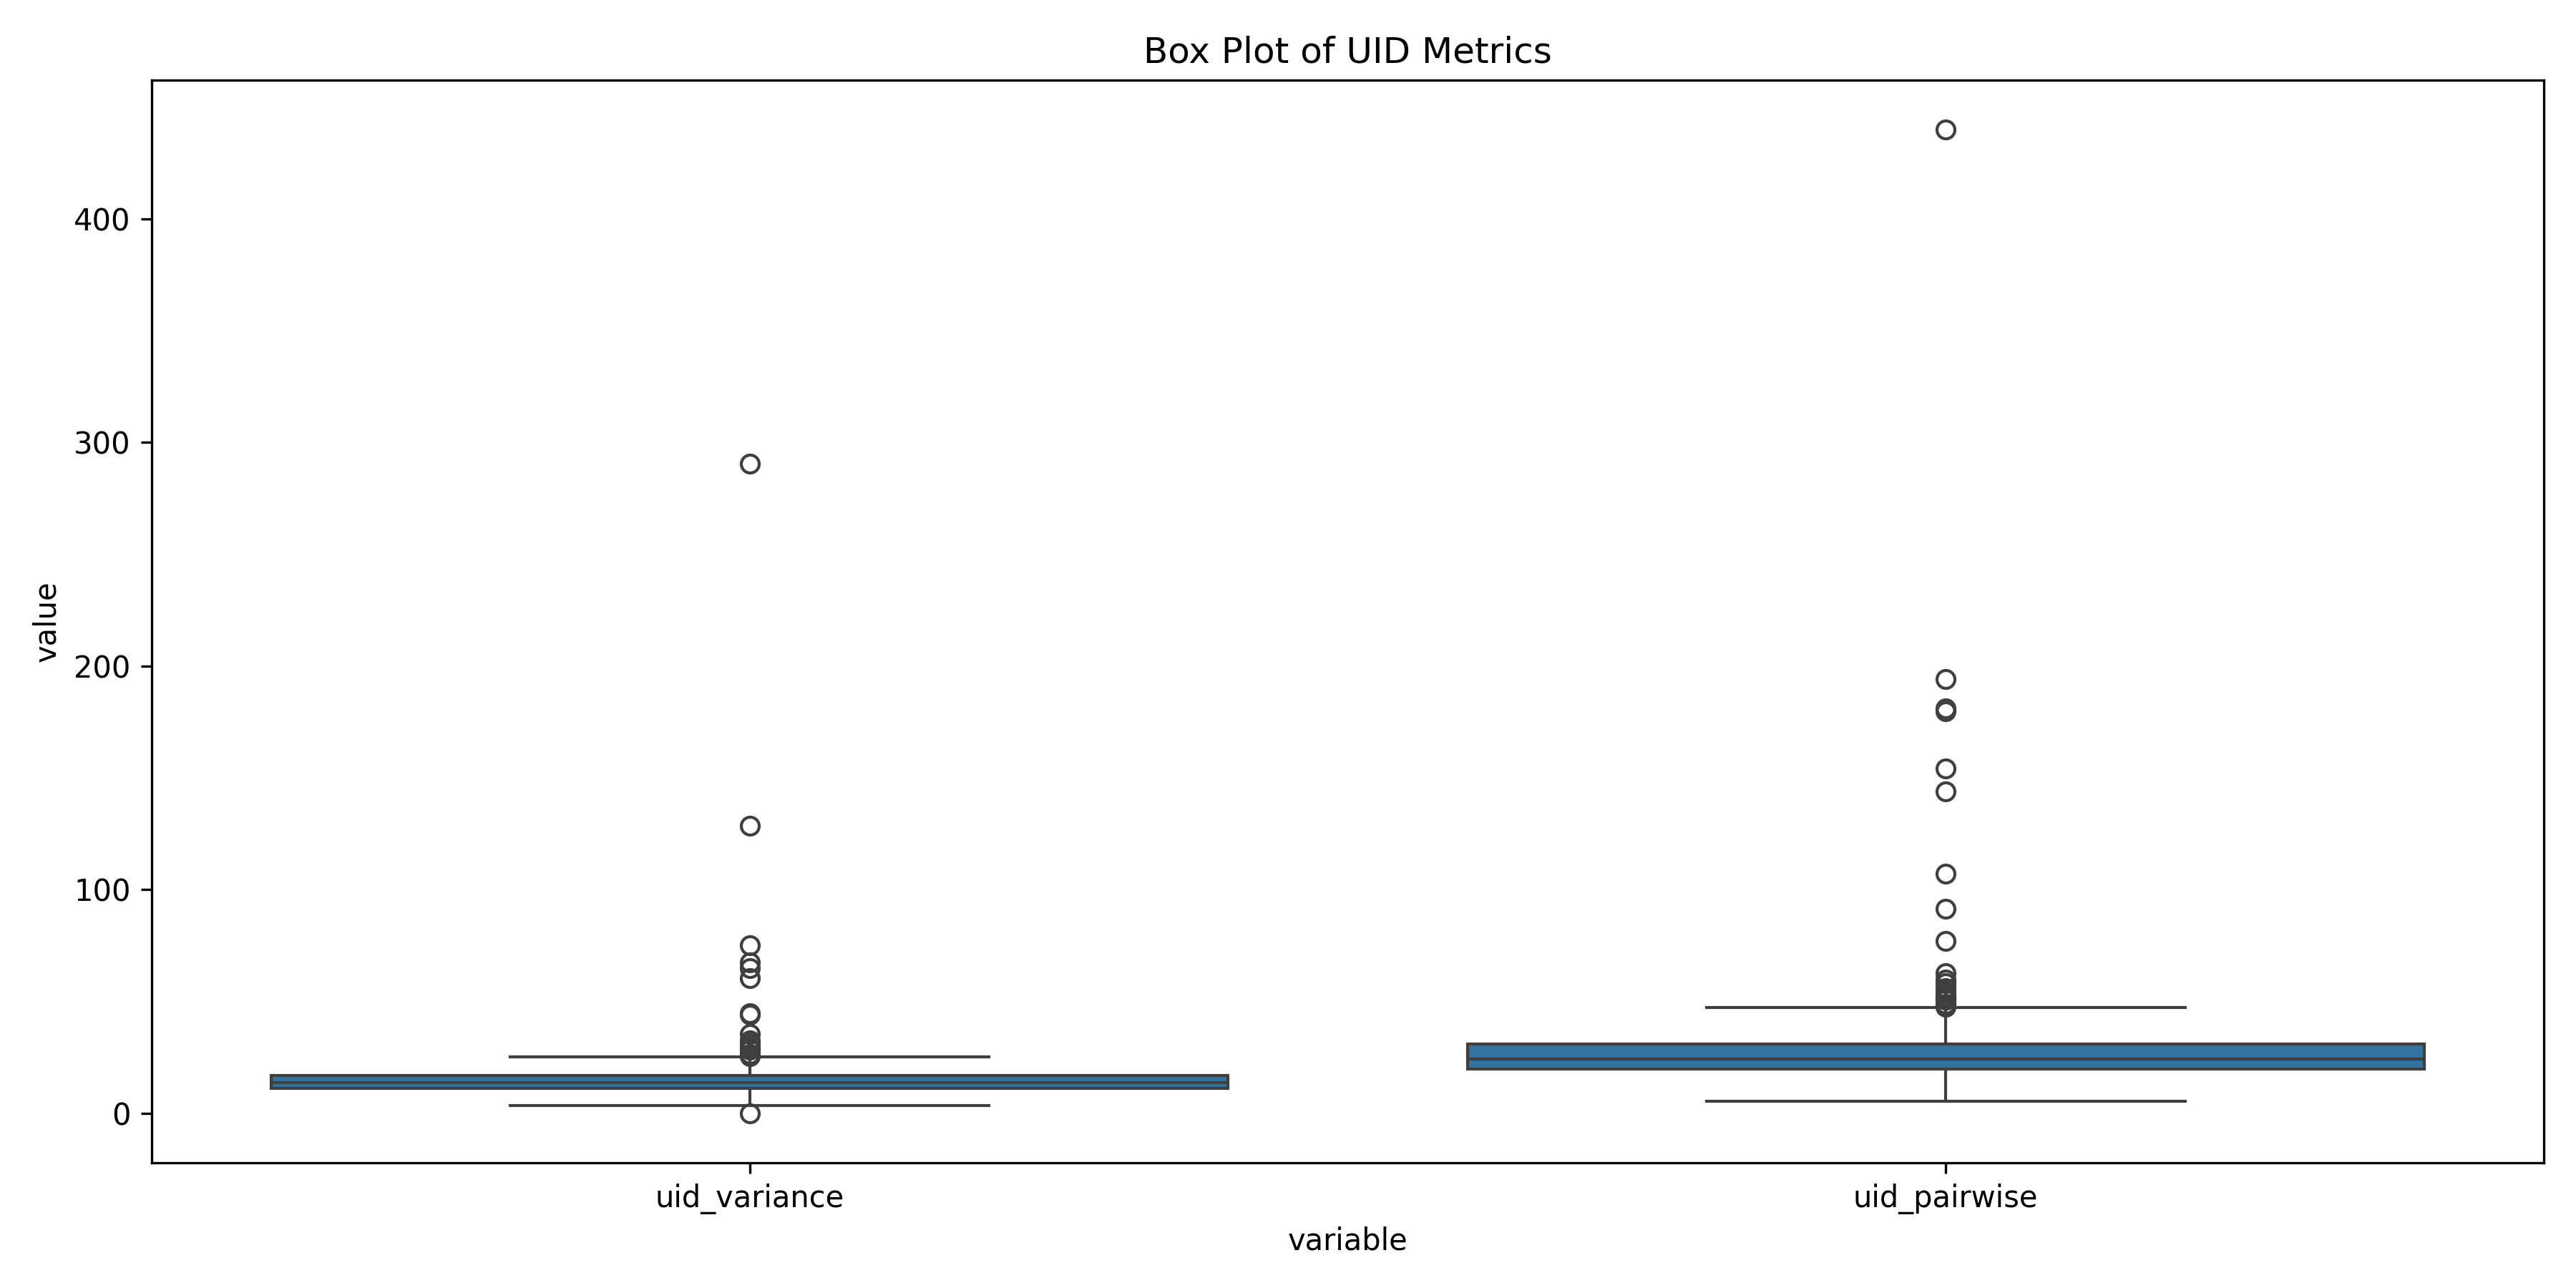 Box Plot of UID Metrics
value
400
300
200
100
0
uid_variance
uid_pairwise
variable